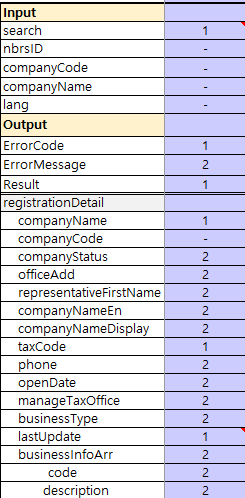 Input
search 1
nbrsID -
companyCode -
companyName -
lang -
Output
ErrorCode 1
ErrorMessage 2
Result 1
registrationDetail
companyName 1
companyCode -
companyStatus 2
officeAdd 2
representativeFirstName 2
companyNameEn 2
companyNameDisplay 2
taxCode 1
phone 2
openDate 2
manageTaxOffice 2
businessType 2
lastUpdate 1
businessInfoArr 2
code 2
description 2